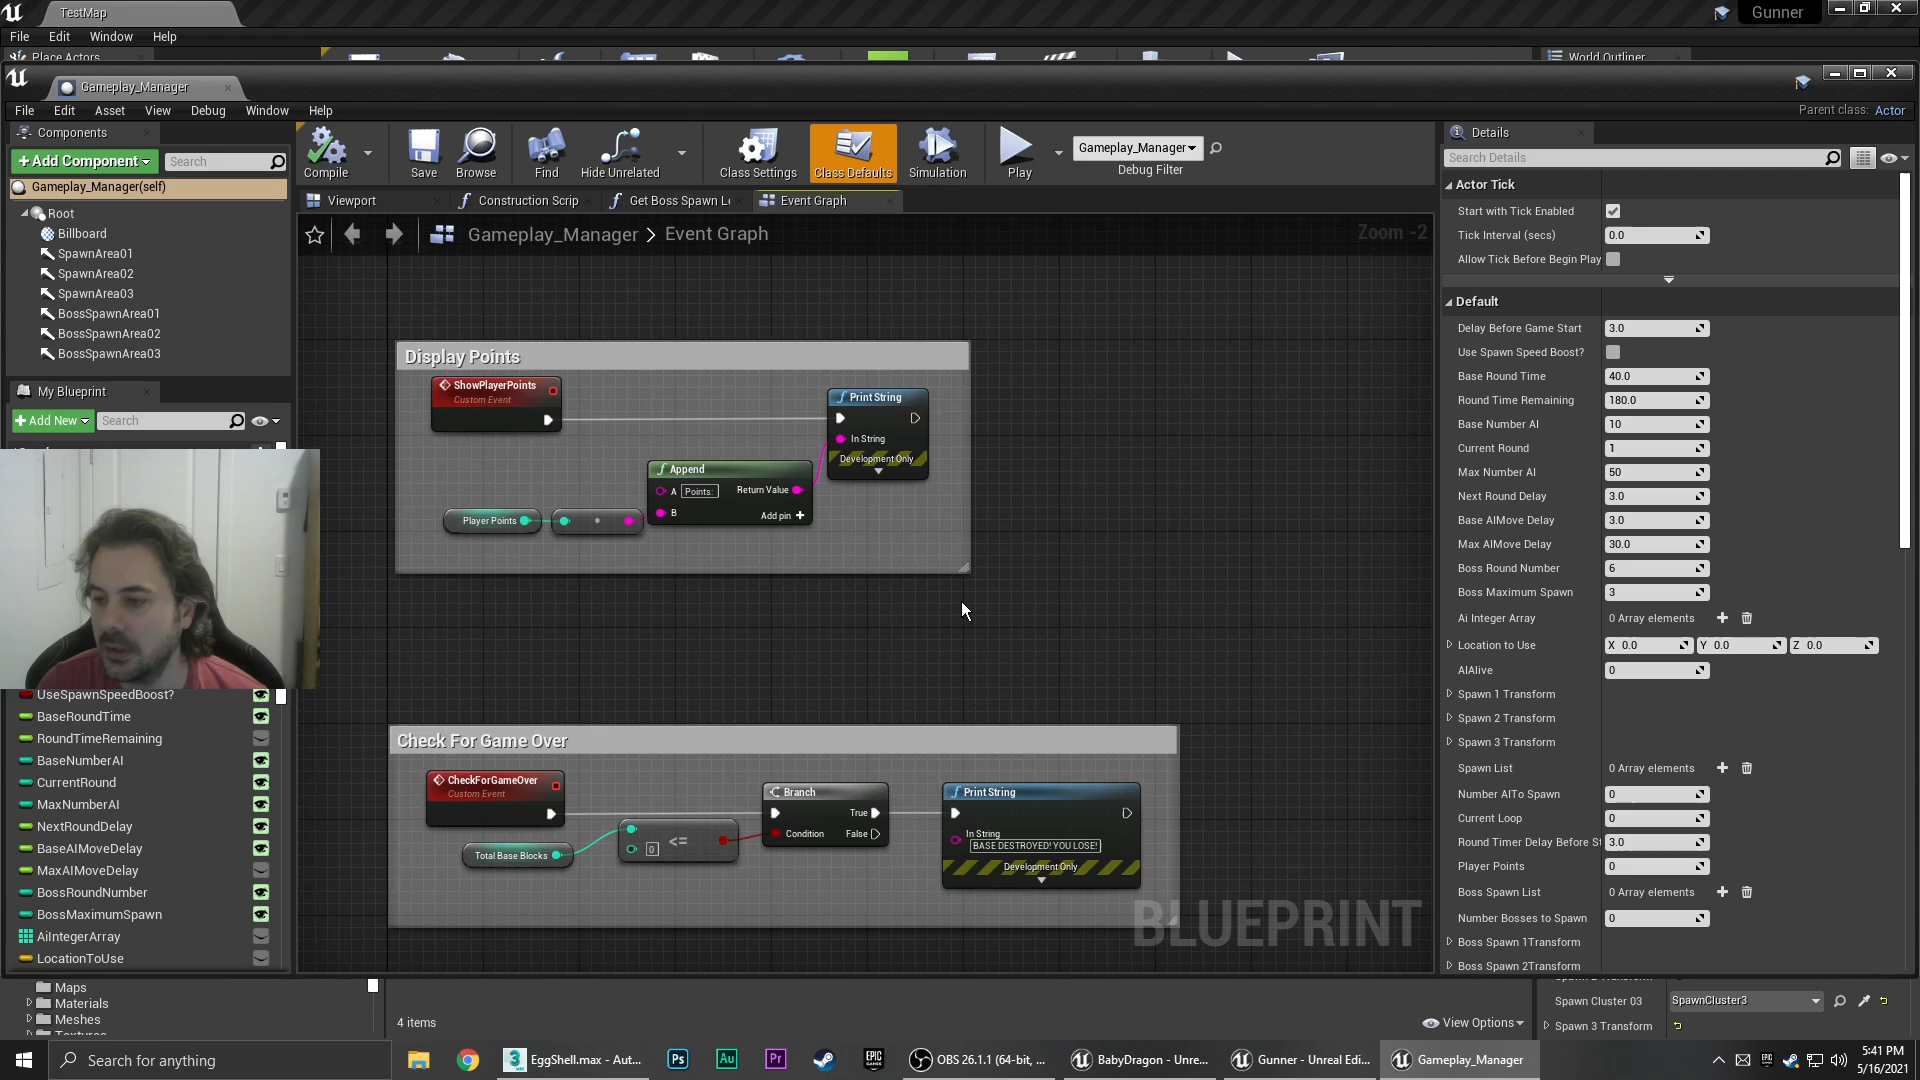 TestMap
Gunner
File Edit Window Help
Place Actors
World Outliner
Gameplay_Manager
File Edit Asset View Debug Window Help
Parent class: Actor
Components
Add Component
Search
Gameplay_Manager(self)
Root
Billboard
SpawnArea01
SpawnArea02
SpawnArea03
BossSpawnArea01
BossSpawnArea02
BossSpawnArea03
My Blueprint
Add New
Search
UseSpawnSpeedBoost?
BaseRoundTime
RoundTimeRemaining
BaseNumberAI
CurrentRound
MaxNumberAI
NextRoundDelay
BaseAIMoveDelay
MaxAIMoveDelay
BossRoundNumber
BossMaximumSpawn
AiIntegerArray
LocationToUse
Compile
Save
Browse
Find
Hide Unrelated
Class Settings
Class Defaults
Simulation
Play
Gameplay_Manager
Debug Filter
Viewport
Construction Scrip
Get Boss Spawn L
Event Graph
Gameplay_Manager > Event Graph
Zoom -2
Display Points
ShowPlayerPoints
Custom Event
Print String
In String
Development Only
Append
A Points: Return Value
B
Add pin +
Player Points
Check For Game Over
CheckForGameOver
Custom Event
Total Base Blocks
0 <=
Branch
True
Condition False
Print String
In String
BASE DESTROYED! YOU LOSE!
Development Only
BLUEPRINT
Details
Search Details
Actor Tick
Start with Tick Enabled
Tick Interval (secs) 0.0
Allow Tick Before Begin Play
Default
Delay Before Game Start 3.0
Use Spawn Speed Boost?
Base Round Time 40.0
Round Time Remaining 180.0
Base Number AI 10
Current Round 1
Max Number AI 50
Next Round Delay 3.0
Base AIMove Delay 3.0
Max AIMove Delay 30.0
Boss Round Number 6
Boss Maximum Spawn 3
Ai Integer Array 0 Array elements
Location to Use X 0.0 Y 0.0 Z 0.0
AIAlive 0
Spawn 1 Transform
Spawn 2 Transform
Spawn 3 Transform
Spawn List 0 Array elements
Number AITo Spawn 0
Current Loop 0
Round Timer Delay Before St 3.0
Player Points 0
Boss Spawn List 0 Array elements
Number Bosses to Spawn 0
Boss Spawn 1Transform
Boss Spawn 2Transform
Maps
Materials
Meshes
4 items
View Options
Spawn Cluster 03 SpawnCluster3
Spawn 3 Transform
Search for anything
EggShell.max - Aut...
Ps
Au
Pr
EPIC
OBS 26.1.1 (64-bit, ...
BabyDragon - Unre...
Gunner - Unreal Edi...
Gameplay_Manager
5:41 PM
5/16/2021